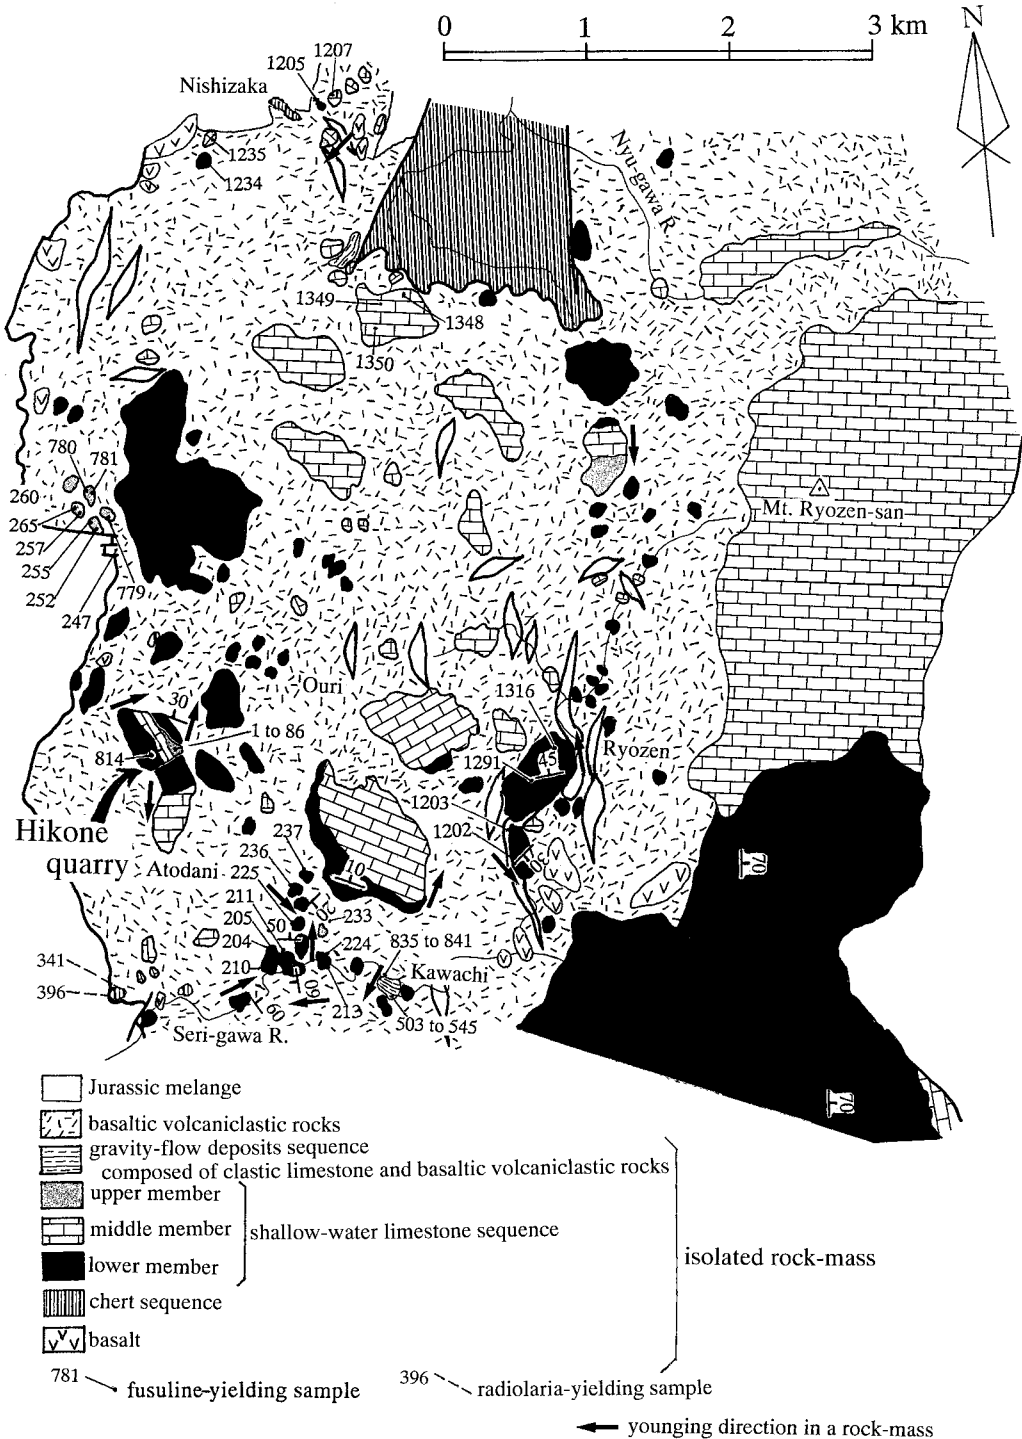 0 1 2 3 km
N
1207
1205
Nishizaka
1235
1234
Nyu-gawa R.
1349
1348
1350
780 781
260
265
257
255
252
779
247
Mt. Ryozen-san
Ouri
30
1 to 86
814
1316
1291
45
Ryozen
Hikone
quarry
1203
1202
30
237
236
Atodani
225
10
70
211
205
50
20
233
204
224
835 to 841
210
60
Kawachi
341
396
60
213
503 to 545
Seri-gawa R.
70
Jurassic melange
basaltic volcaniclastic rocks
gravity-flow deposits sequence
composed of clastic limestone and basaltic volcaniclastic rocks
upper member
middle member
shallow-water limestone sequence
lower member
isolated rock-mass
chert sequence
basalt
781 fusuline-yielding sample
396 radiolaria-yielding sample
younging direction in a rock-mass